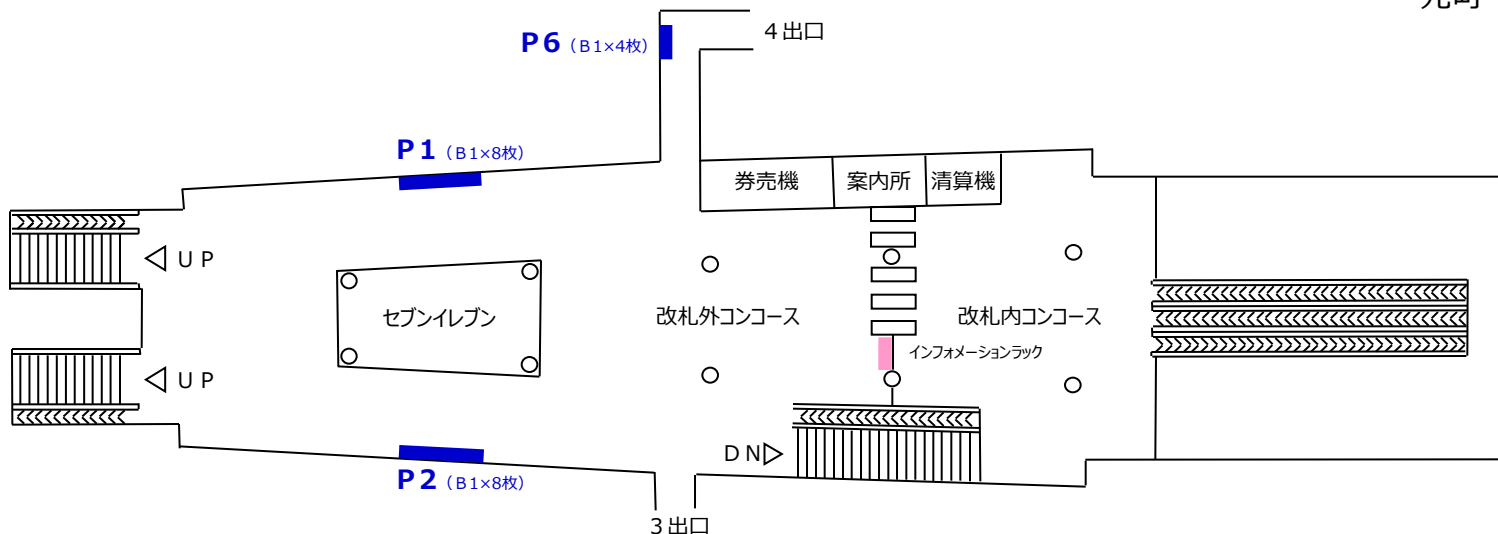 元町
４出口
P6（B1×4枚）
P1（B1×8枚）
券売機
案内所
清算機
UP
セブンイレブン
改札外コンコース
改札内コンコース
インフォメーションラック
UP
DN
P2（B1×8枚）
３出口